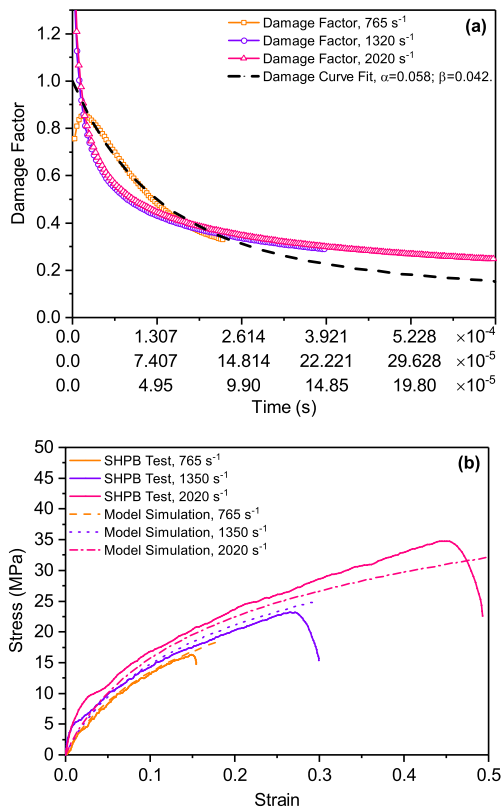 (a)
Damage Factor, 765 s⁻¹
Damage Factor, 1320 s⁻¹
Damage Factor, 2020 s⁻¹
Damage Curve Fit, α=0.058; β=0.042.
Damage Factor
1.2
1.0
0.8
0.6
0.4
0.2
0.0
0.0 1.307 2.614 3.921 5.228 ×10⁻⁴
0.0 7.407 14.814 22.221 29.628 ×10⁻⁵
0.0 4.95 9.90 14.85 19.80 ×10⁻⁵
Time (s)
(b)
SHPB Test, 765 s⁻¹
SHPB Test, 1350 s⁻¹
SHPB Test, 2020 s⁻¹
Model Simulation, 765 s⁻¹
Model Simulation, 1350 s⁻¹
Model Simulation, 2020 s⁻¹
Stress (MPa)
50
45
40
35
30
25
20
15
10
5
0
0.0 0.1 0.2 0.3 0.4 0.5
Strain